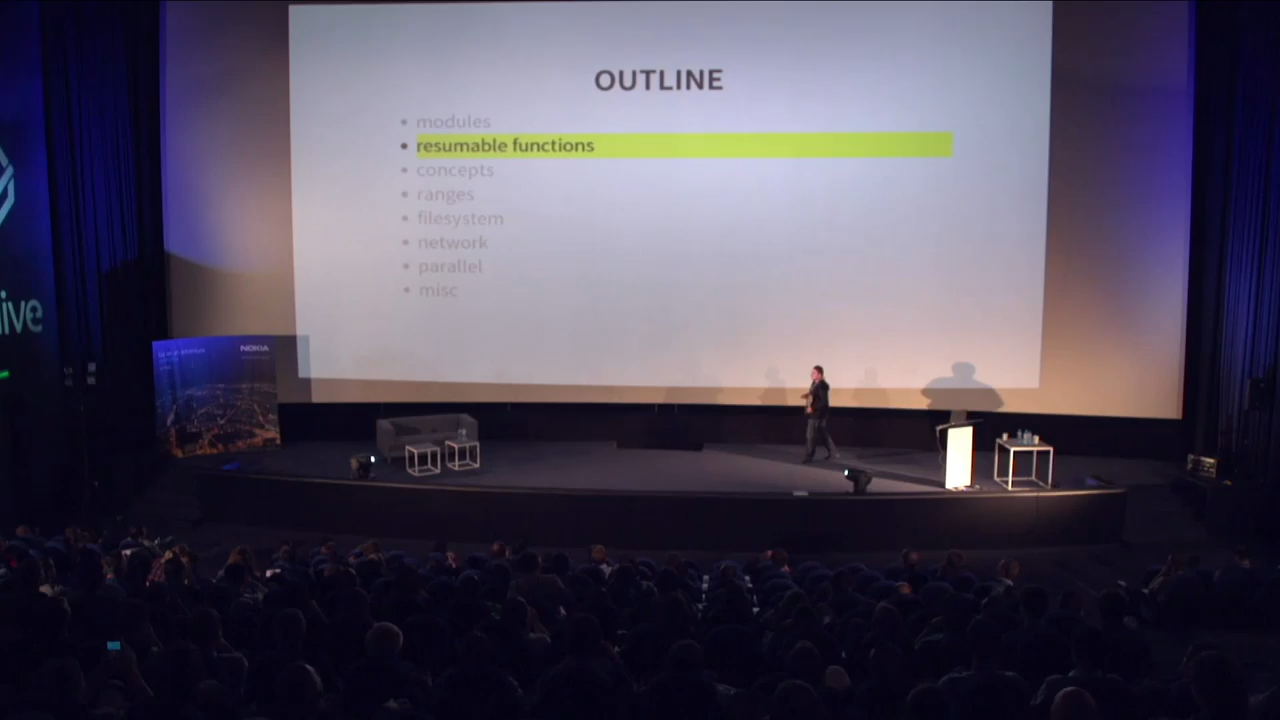 OUTLINE
• modules
• resumable functions
• concepts
• ranges
• filesystem
• network
• parallel
• misc
NOKIA
ive